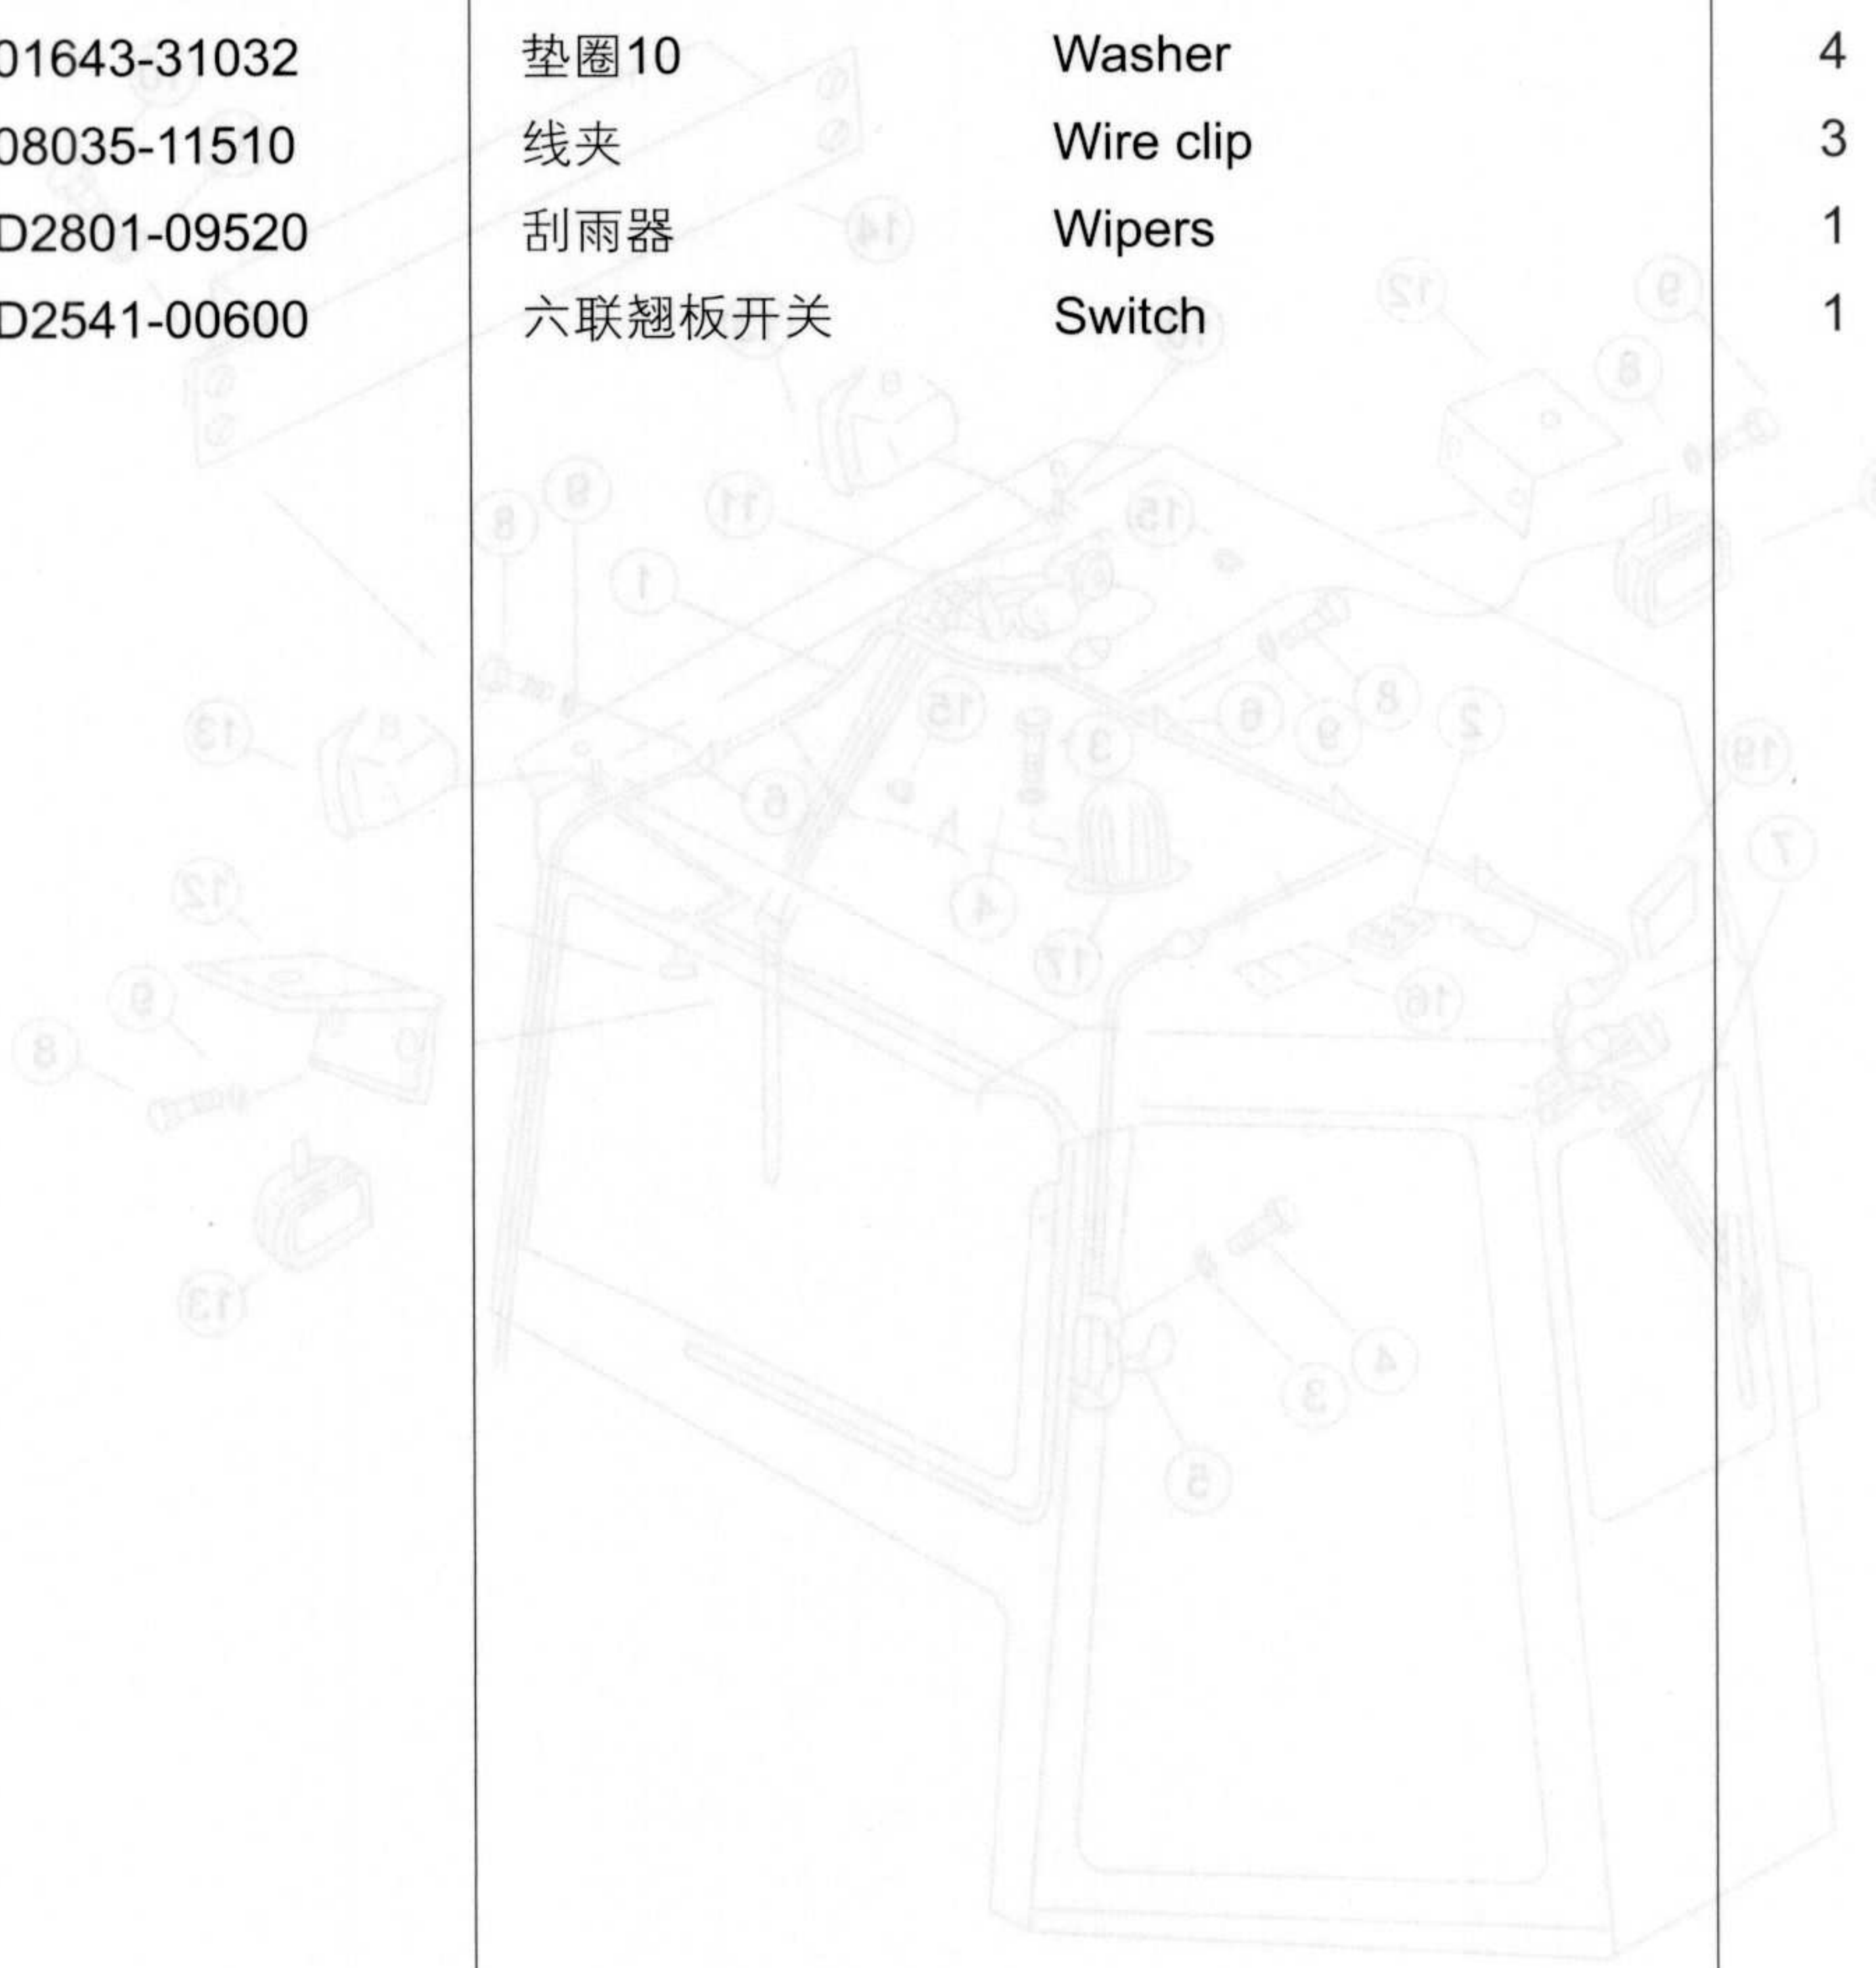 01643-31032 垫圈10 Washer 4
08035-11510 线夹 Wire clip 3
D2801-09520 刮雨器 Wipers 1
D2541-00600 六联翘板开关 Switch 1